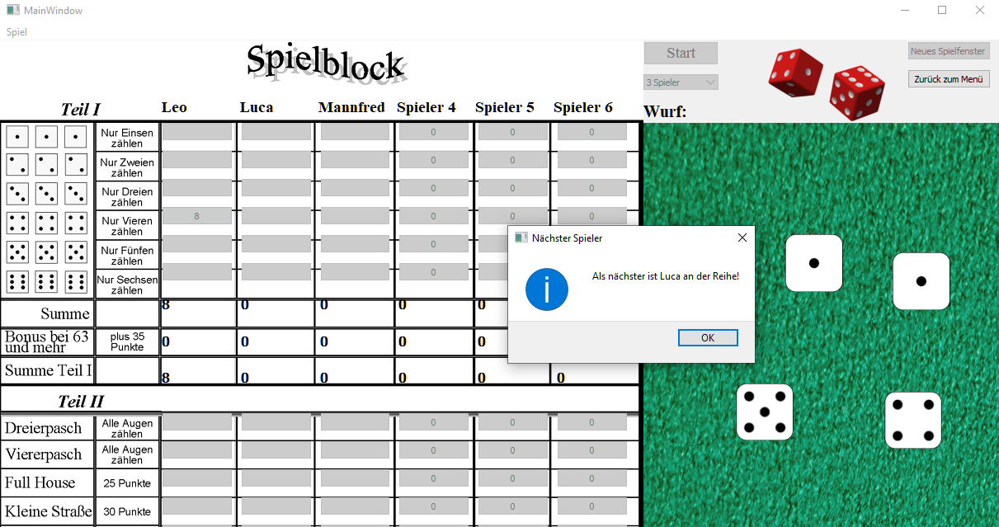 MainWindow
Spiel
Spielblock
Start
3 Spieler
Neues Spielfenster
Zurück zum Menü
Wurf:
Teil I Leo Luca Mannfred Spieler 4 Spieler 5 Spieler 6
Nur Einsen
zählen
0 0 0
Nur Zweien
zählen
0 0 0
Nur Dreien
zählen
0 0 0
Nur Vieren
zählen
8 0 0 0
Nur Fünfen
zählen
0
Nur Sechsen
zählen
0
Summe
8 0 0 0 0
Bonus bei 63
und mehr
plus 35
Punkte
0 0 0 0 0
Summe Teil I
8 0 0 0 0 0
Nächster Spieler
Als nächster ist Luca an der Reihe!
OK
Teil II
Dreierpasch
Alle Augen
zählen
0 0 0
Viererpasch
Alle Augen
zählen
0 0 0
Full House 25 Punkte 0 0 0
Kleine Straße 30 Punkte 0 0 0